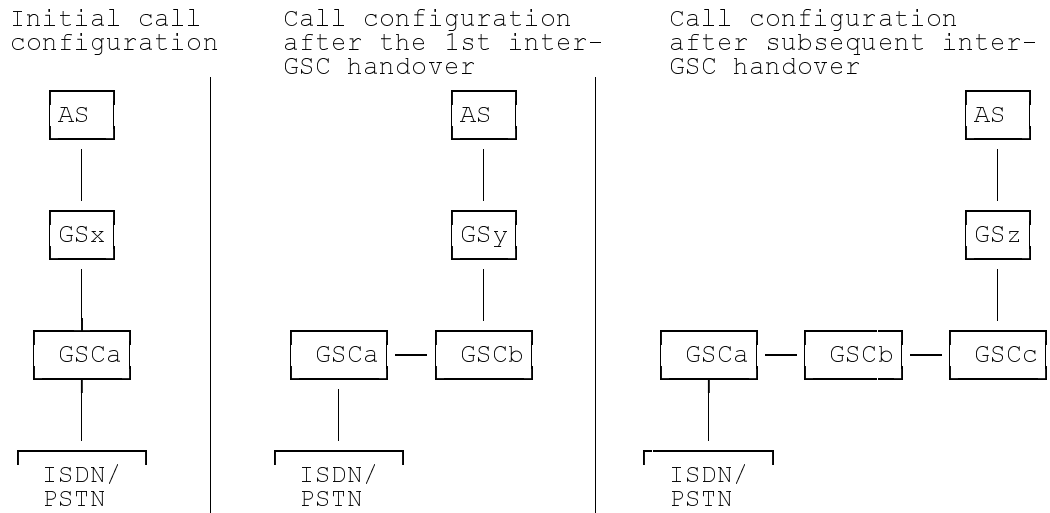 Initial call
configuration
AS
GSx
GSCa
ISDN/
PSTN
Call configuration
after the 1st inter-
GSC handover
AS
GSy
GSCa GSCb
ISDN/
PSTN
Call configuration
after subsequent inter-
GSC handover
AS
GSz
GSCa GSCb GSCc
ISDN/
PSTN